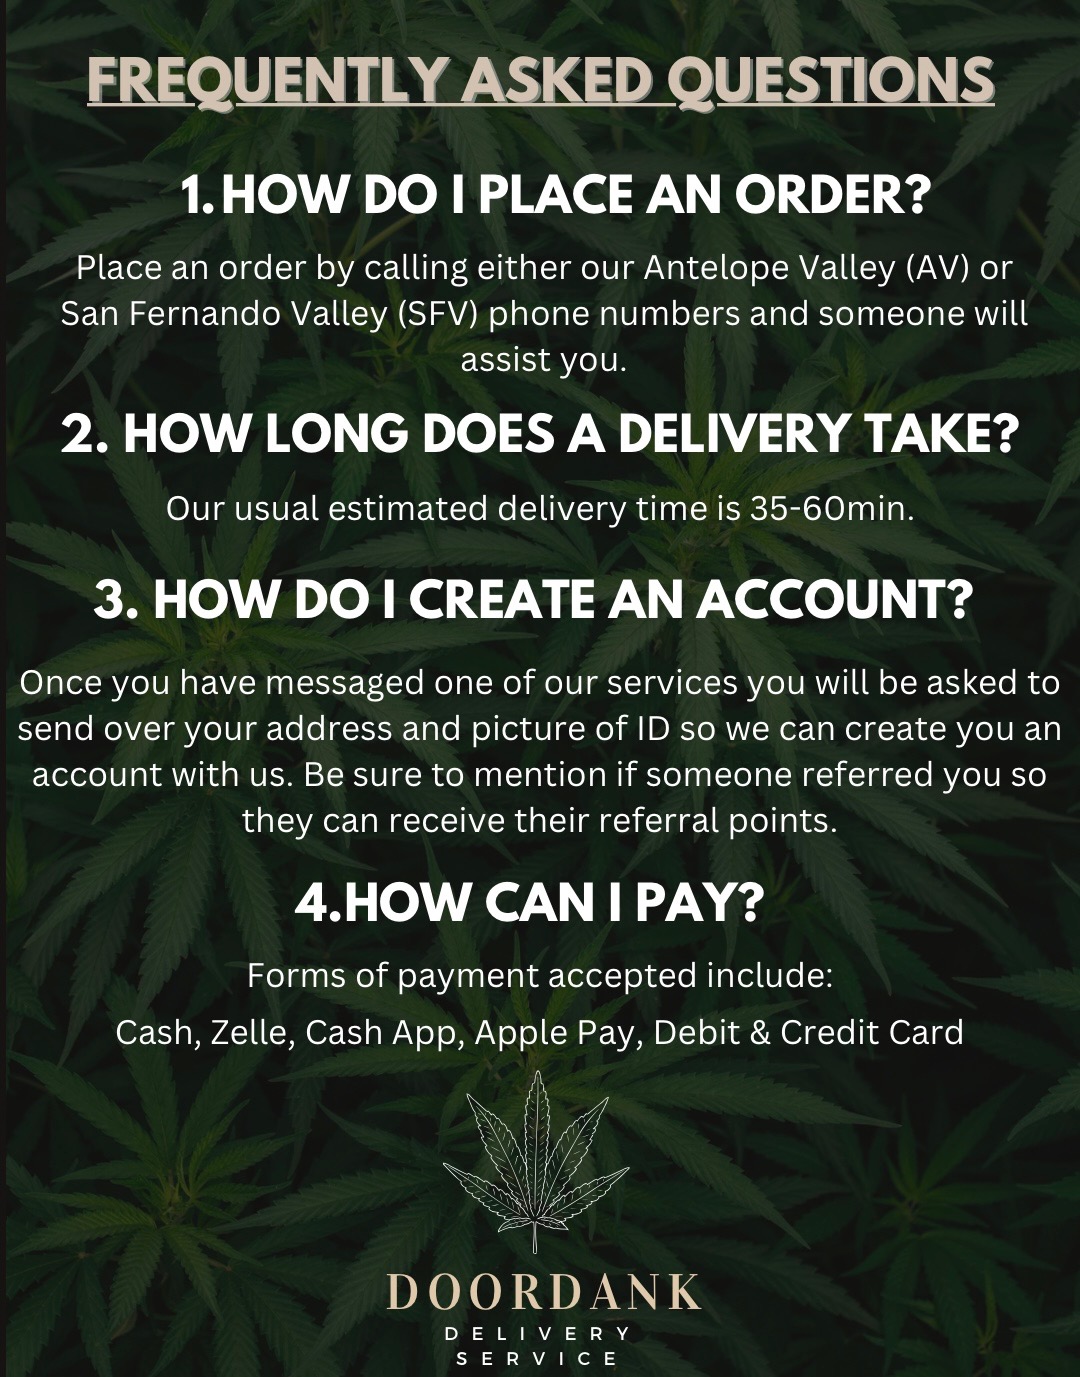 FREQUENTLY ASKED QUESTIONS
1. HOW DO I PLACE AN ORDER?
Place an order by calling either our Antelope Valley (AV) or
San Fernando Valley (SFV) phone numbers and someone will
assist you.
2. HOW LONG DOES A DELIVERY TAKE?
Our usual estimated delivery time is 35-60min.
3. HOW DO I CREATE AN ACCOUNT?
Once you have messaged one of our services you will be asked to
send over your address and picture of ID so we can create you an
account with us. Be sure to mention if someone referred you so
they can receive their referral points.
4.HOW CAN I PAY?
Forms of payment accepted include:
Cash, Zelle, Cash App, Apple Pay, Debit & Credit Card
DOORDANK
DELIVERY
SERVICE